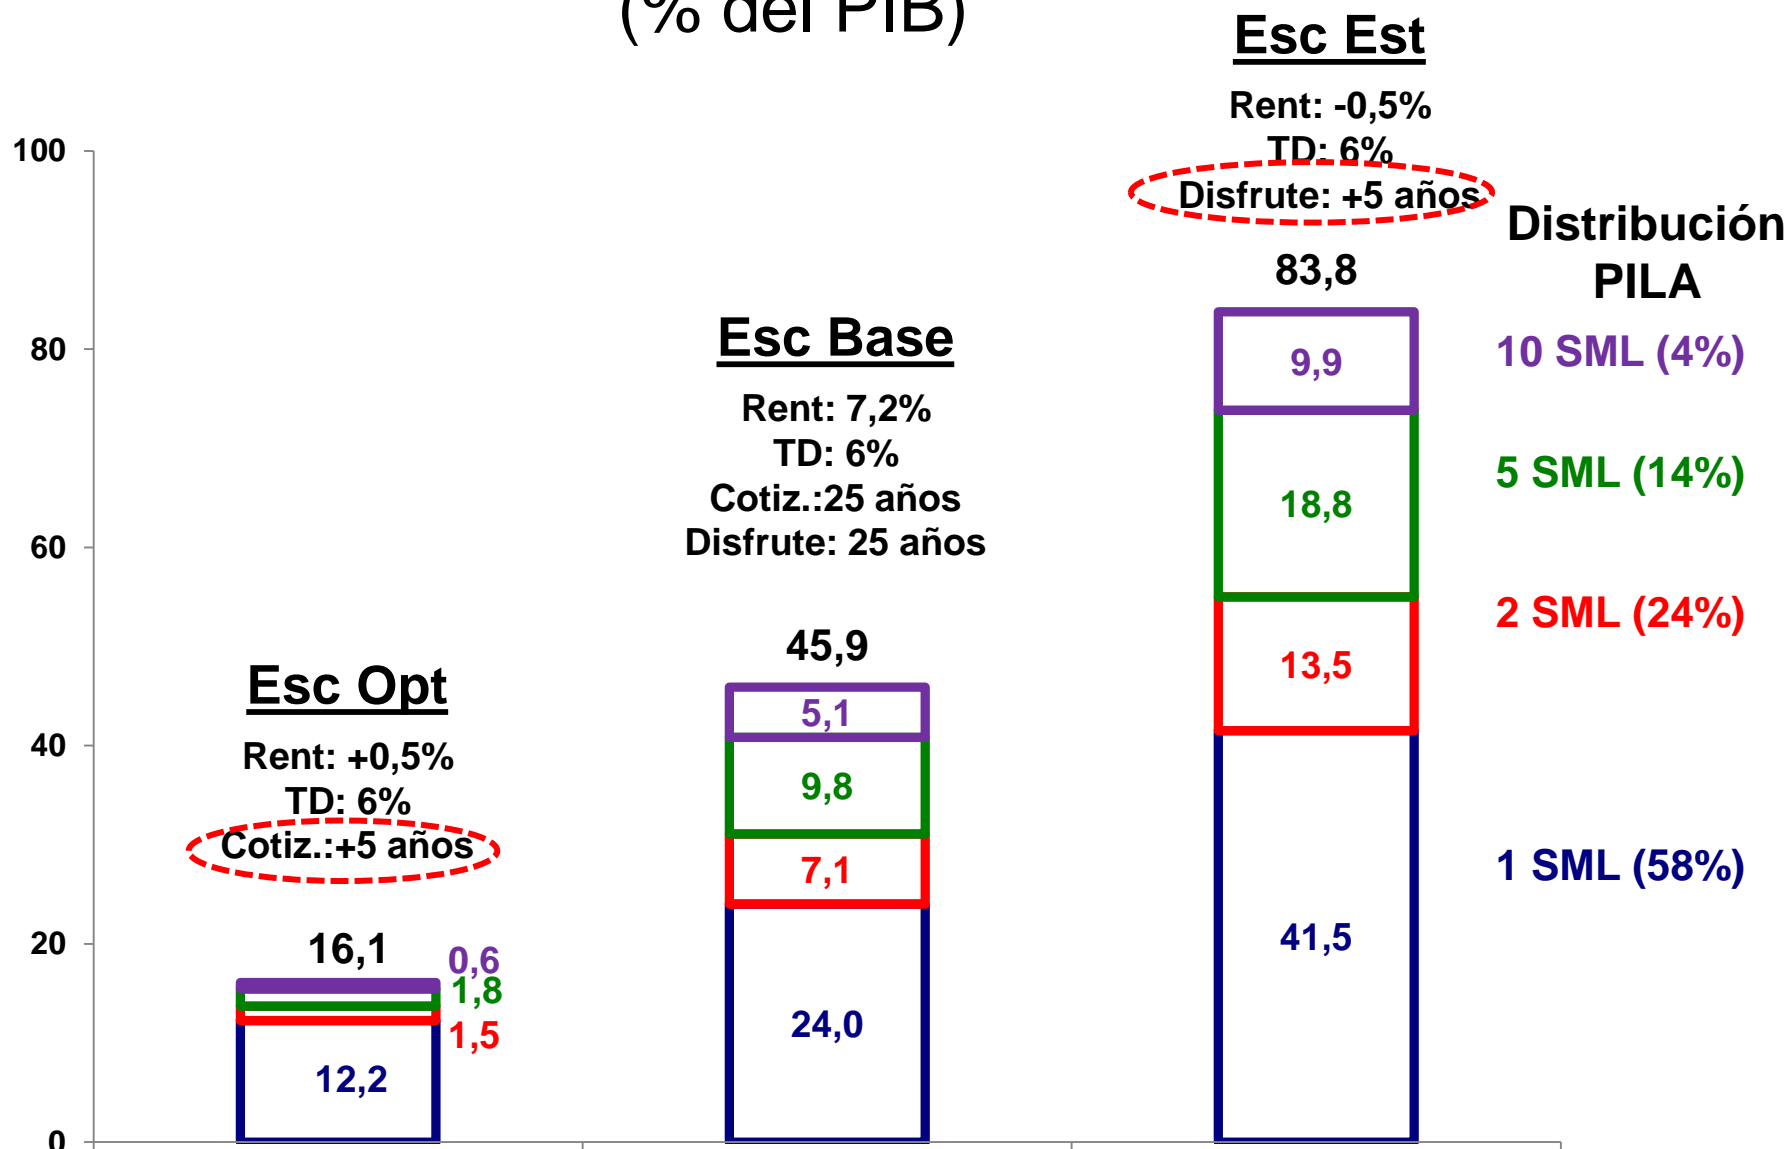 (% del PIB)
Esc Est
Rent: -0,5%
TD: 6%
Disfrute: +5 años
83,8
Distribución
PILA
10 SML (4%)
5 SML (14%)
2 SML (24%)
1 SML (58%)
9,9
18,8
13,5
41,5
Esc Base
Rent: 7,2%
TD: 6%
Cotiz.:25 años
Disfrute: 25 años
45,9
5,1
9,8
7,1
24,0
Esc Opt
Rent: +0,5%
TD: 6%
Cotiz.:+5 años
16,1
0,6
1,8
1,5
12,2
100
80
60
40
20
0